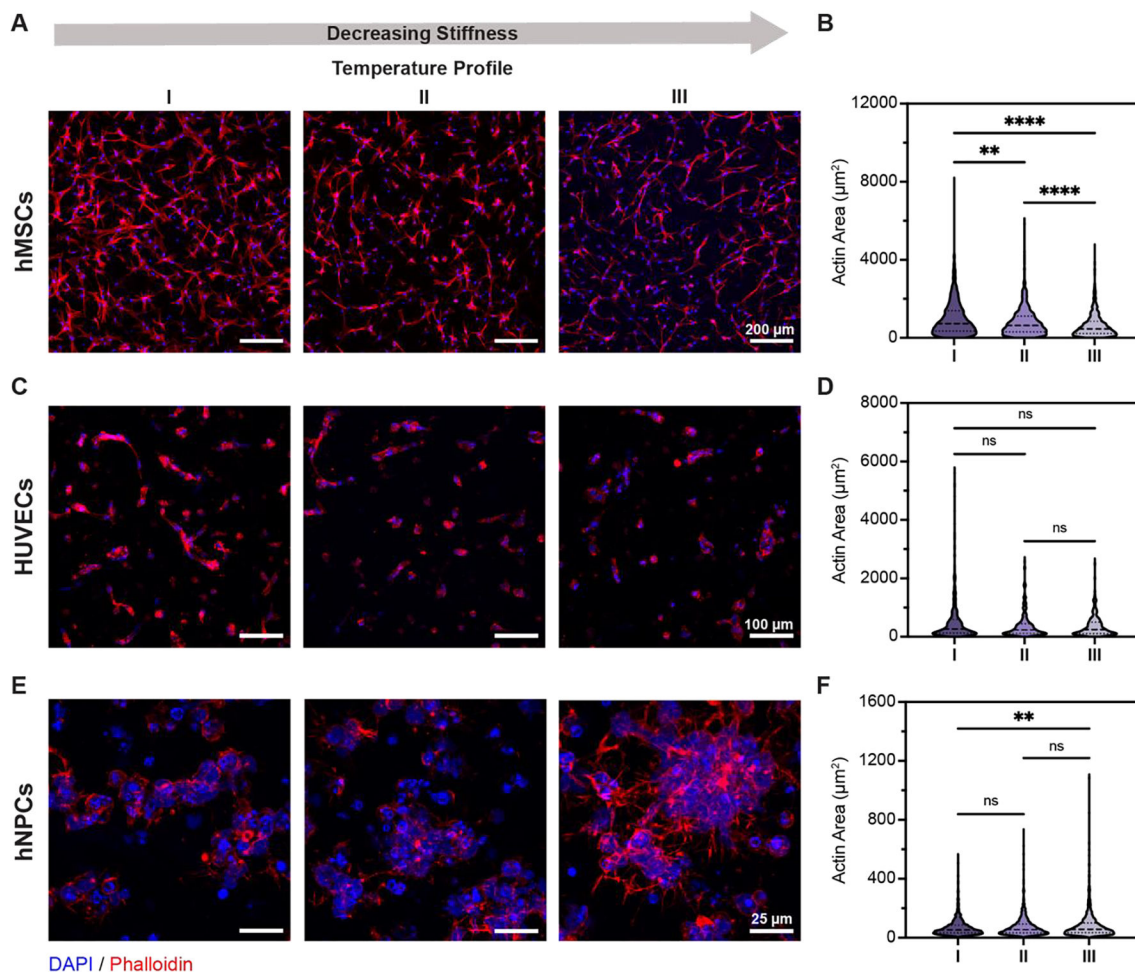 A
Decreasing Stiffness
B
Temperature Profile
I
II
III
hMSCs
200 µm
Actin Area (µm²)
12000
8000
4000
0
****
**
****
I
II
III
C
D
HUVECs
100 µm
Actin Area (µm²)
8000
6000
4000
2000
0
ns
ns
ns
I
II
III
E
F
hNPCs
25 µm
Actin Area (µm²)
1600
1200
800
400
0
**
ns
ns
I
II
III
DAPI / Phalloidin